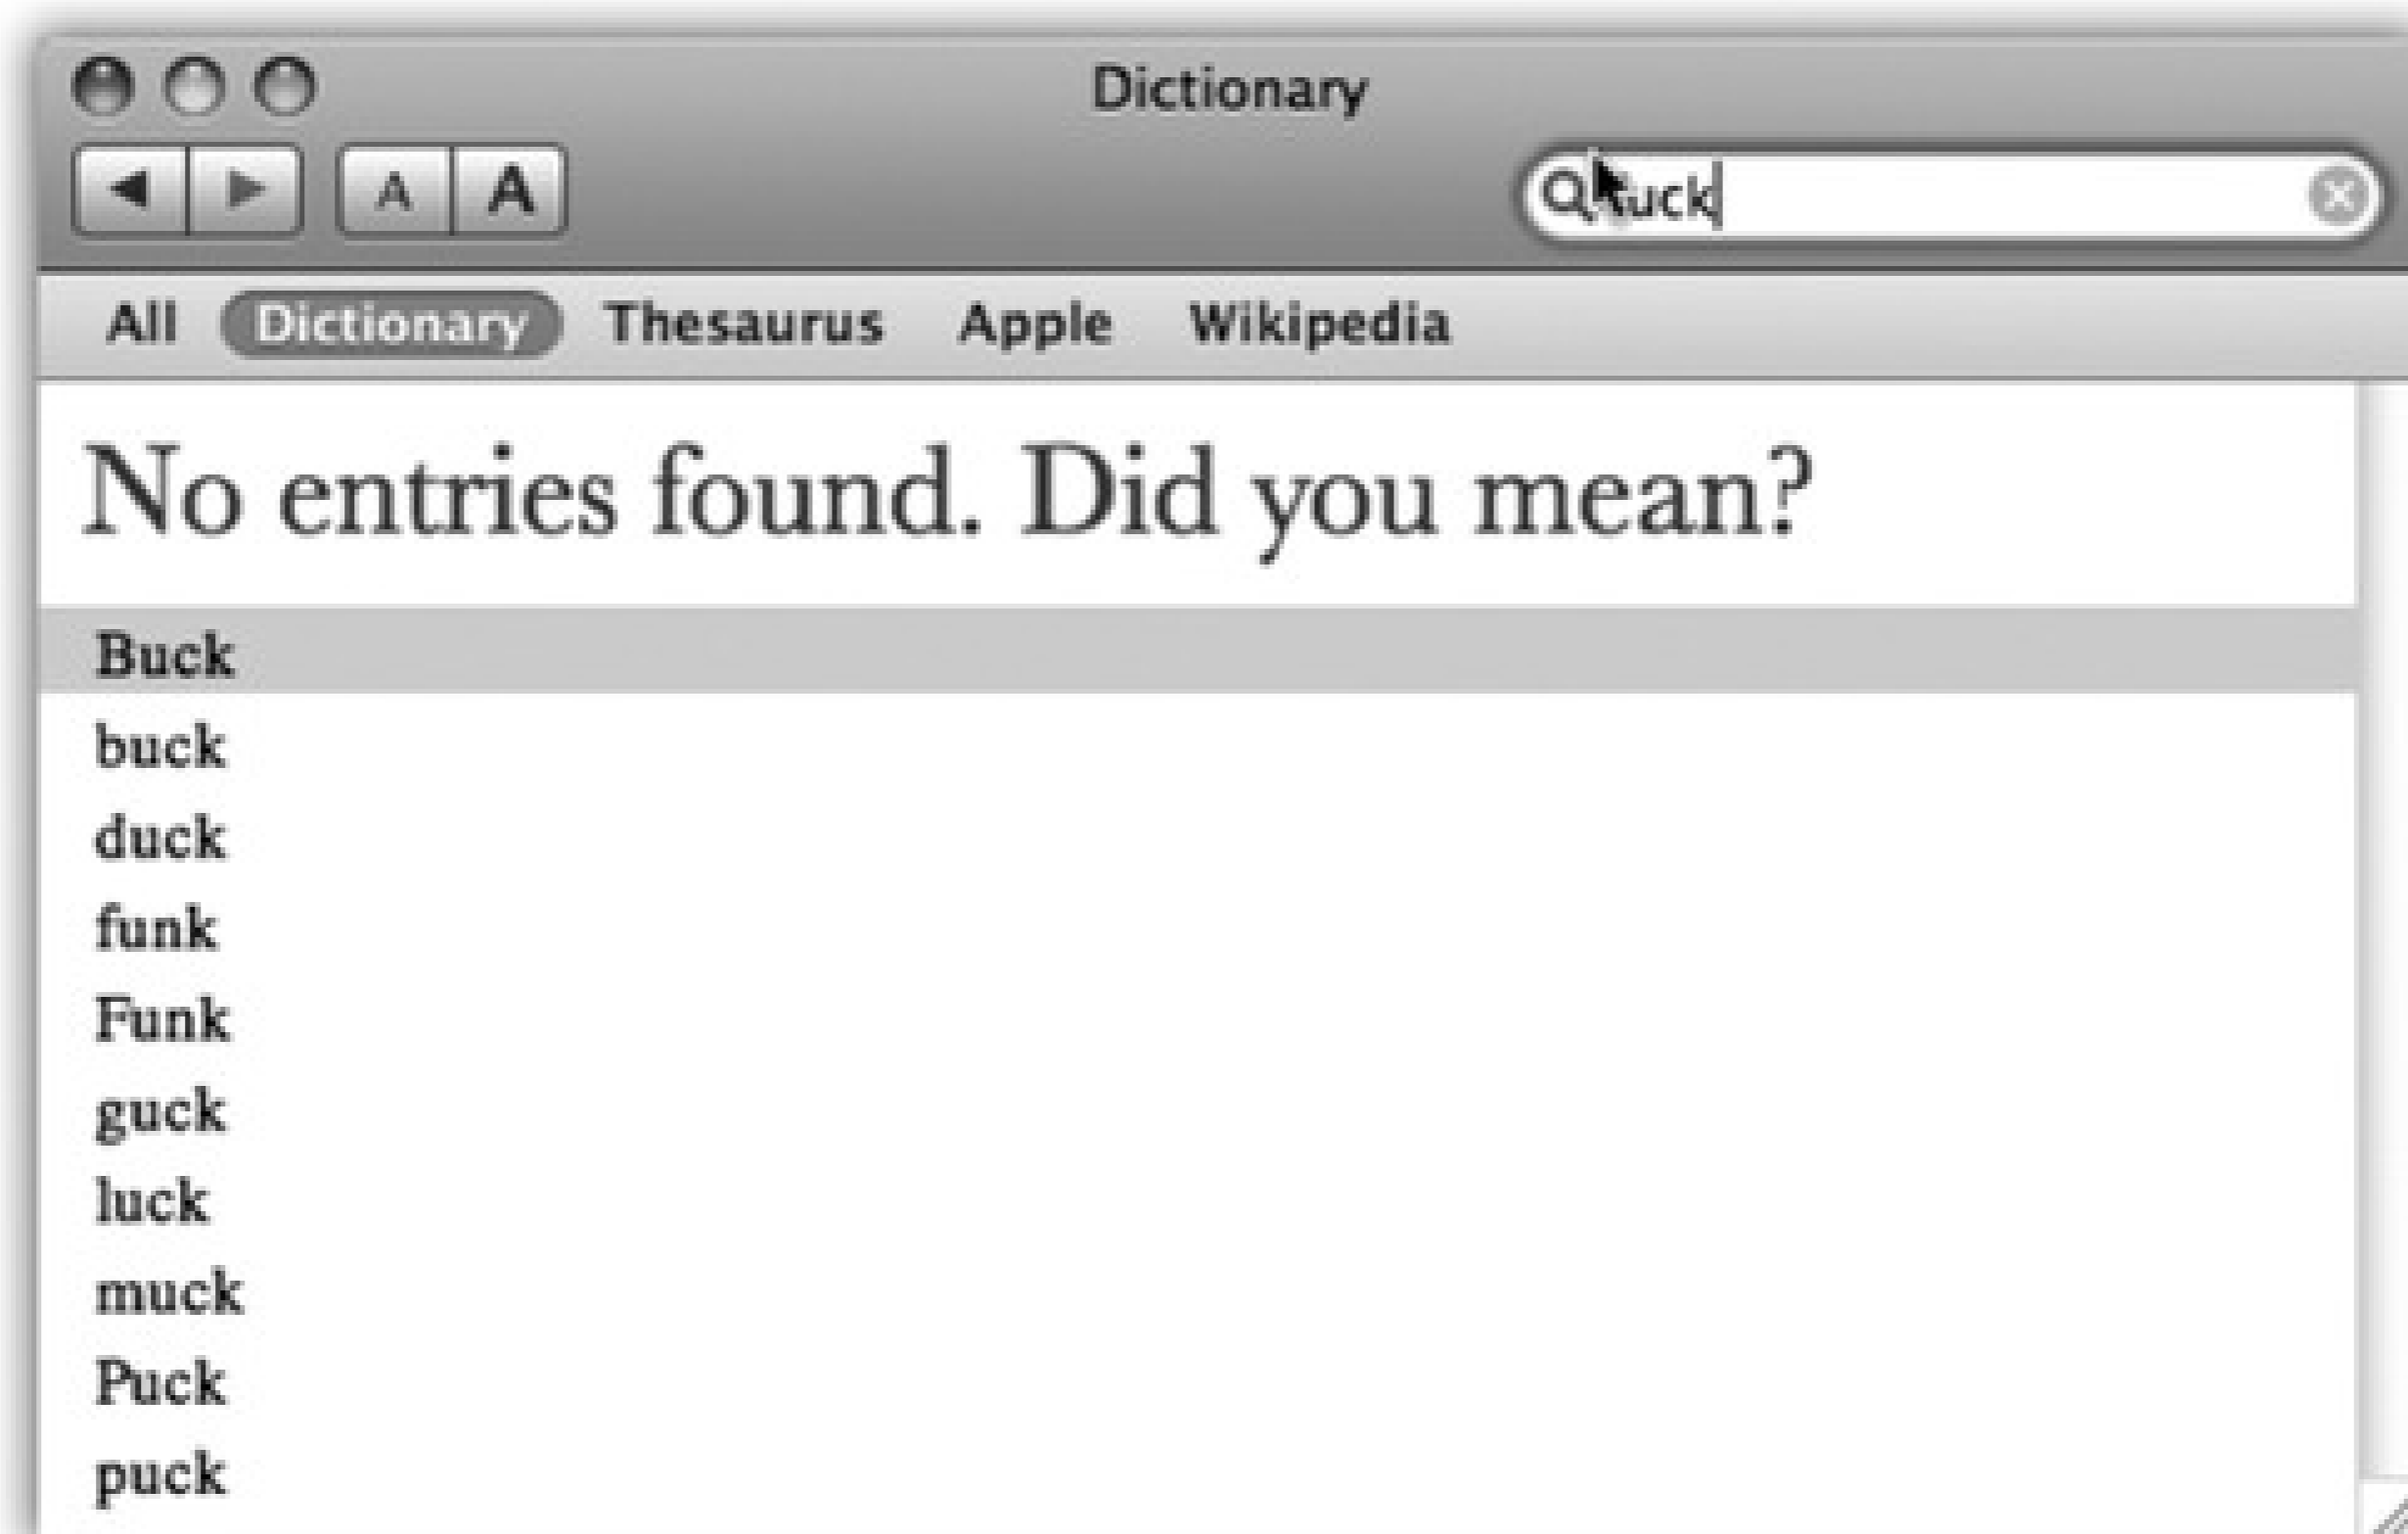 Dictionary
A A
uck
All Dictionary Thesaurus Apple Wikipedia
No entries found. Did you mean?
Buck
buck
duck
funk
Funk
guck
luck
muck
Puck
puck